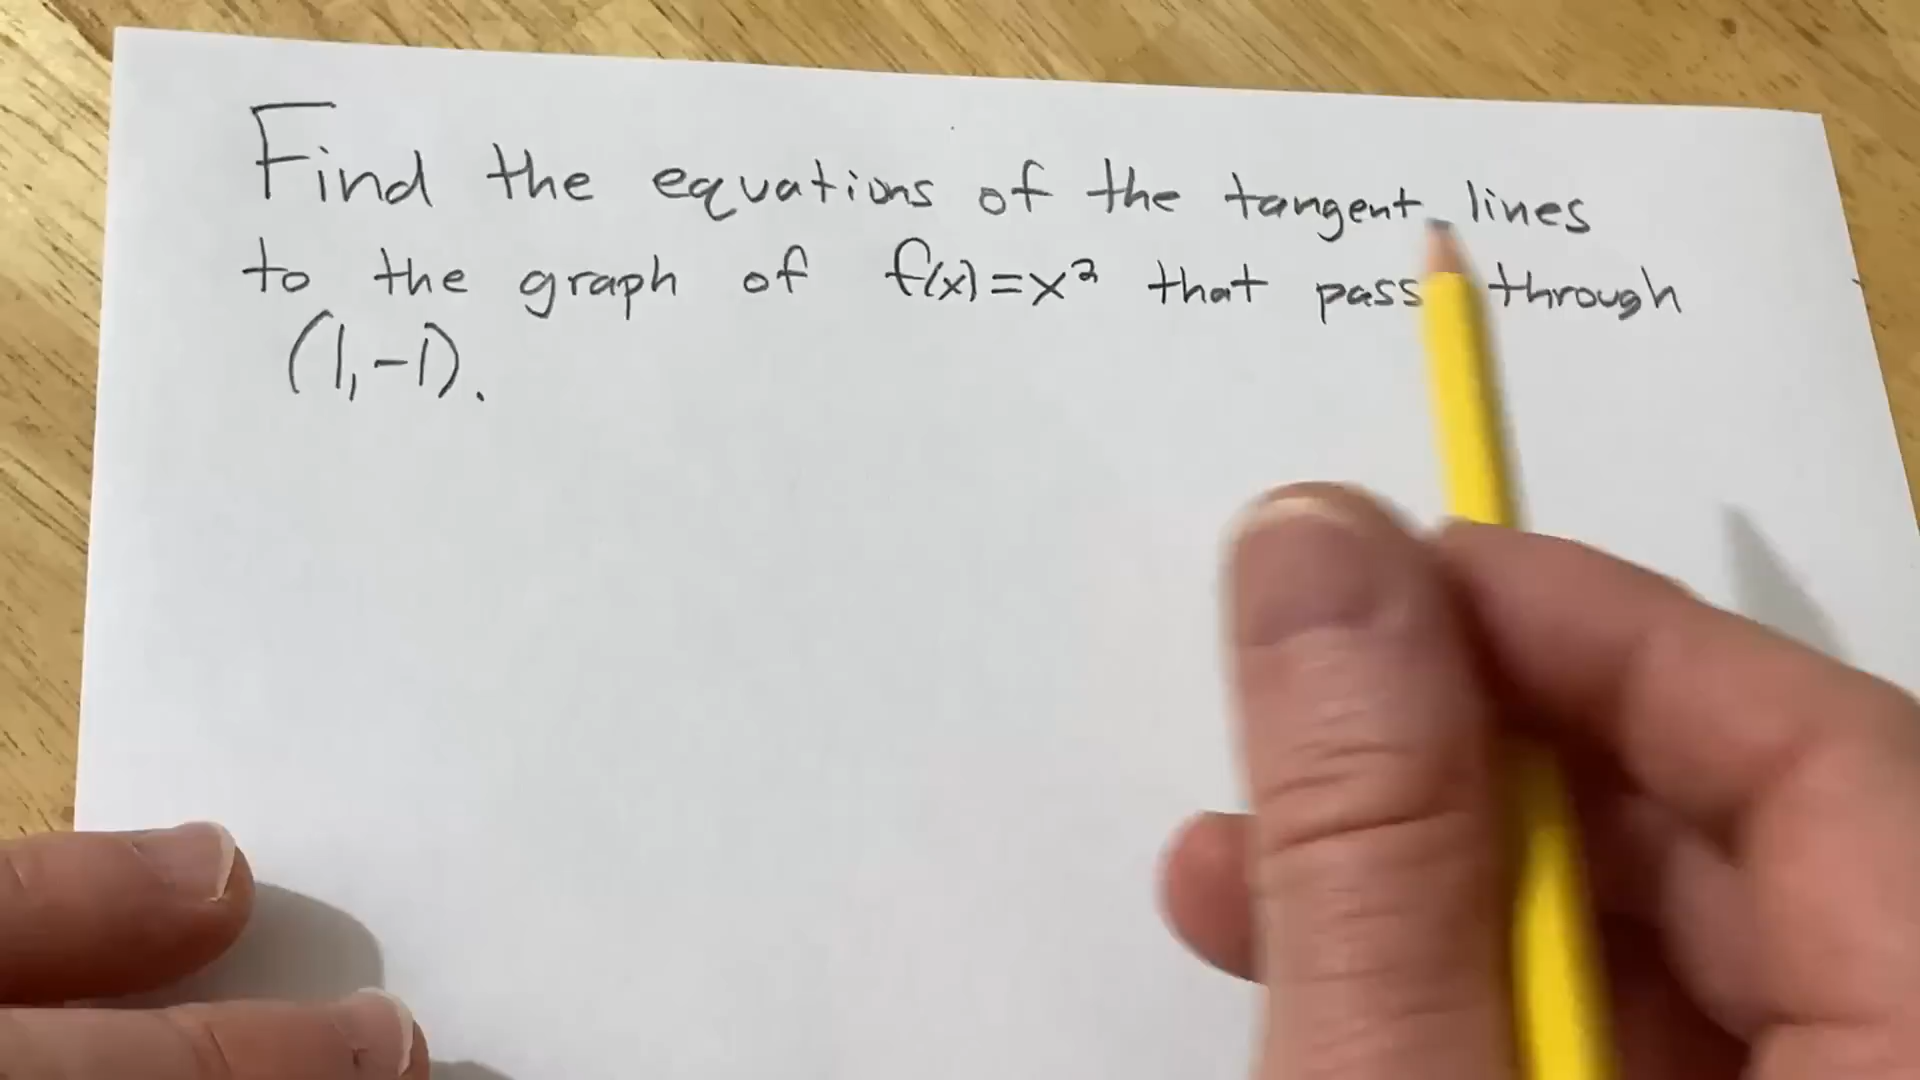 Find the equations of the tangent lines
to the graph of f(x)=x² that pass through
(1,-1).